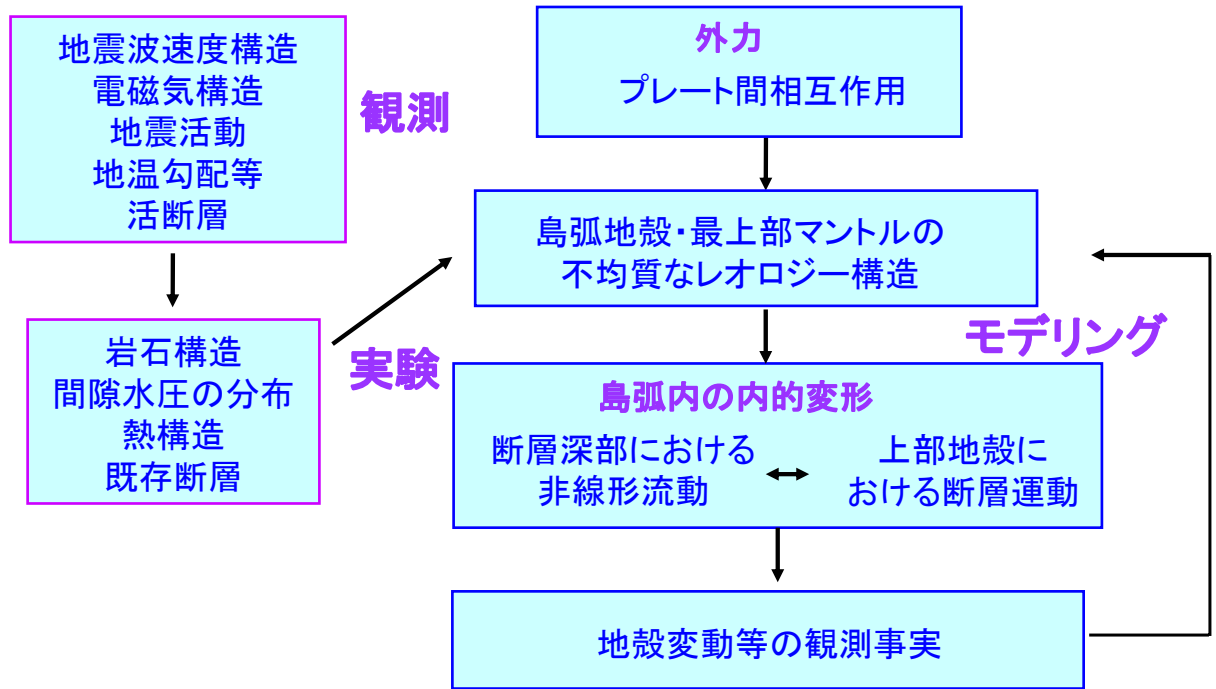 地震波速度構造
電磁気構造
地震活動
地温勾配等
活断層
観測
岩石構造
間隙水圧の分布
熱構造
既存断層
実験
外力
プレート間相互作用
島弧地殻・最上部マントルの
不均質なレオロジー構造
モデリング
島弧内の内的変形
断層深部における
非線形流動
上部地殻に
おける断層運動
地殻変動等の観測事実